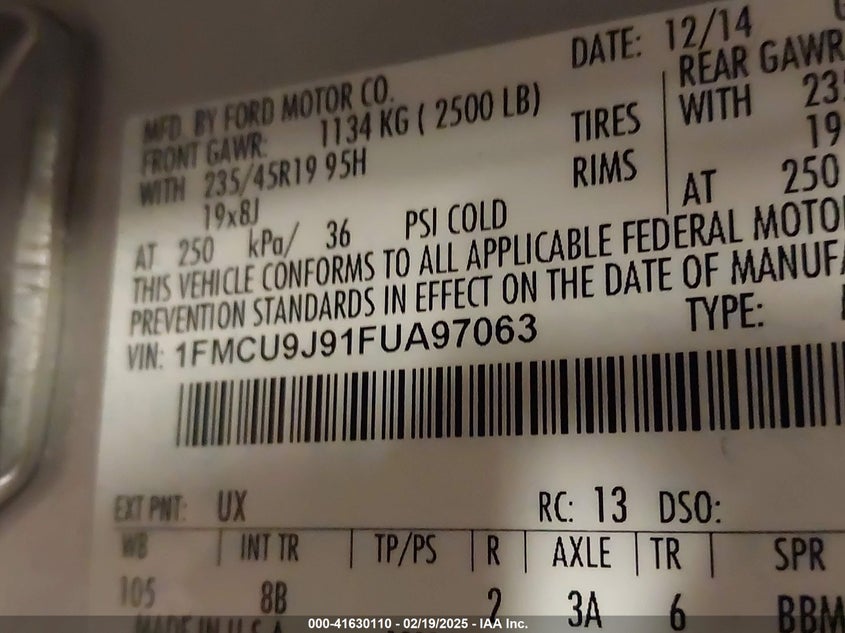 DATE: 12/14
MFD. BY FORD MOTOR CO.
FRONT GAWR: 1134 KG ( 2500 LB)
REAR GAWR
WITH 235/45R19 95H
TIRES
WITH
19x8J
RIMS
19
AT 250 kPa/ 36 PSI COLD
AT 250
THIS VEHICLE CONFORMS TO ALL APPLICABLE FEDERAL
PREVENTION STANDARDS IN EFFECT ON THE DATE OF
VIN: 1FMCU9J91FUA97063
TYPE:
EXT PNT: UX RC: 13 DSO:
WB INT TR TP/PS R AXLE TR SPR
105 8B 2 3A 6 BBM
MADE IN U.S.A.
000-41630110 - 02/19/2025 - IAA Inc.